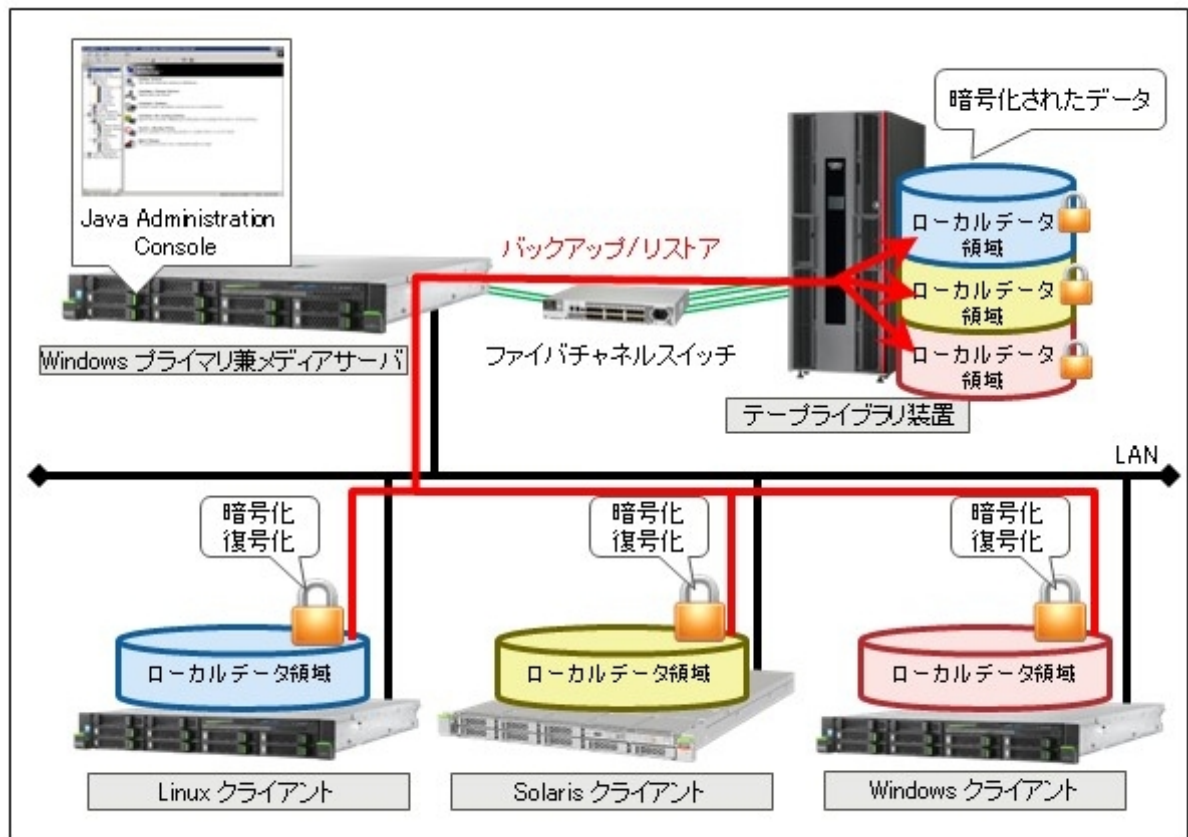 Java Administration
Console
暗号化されたデータ
バックアップ/リストア
ローカルデータ
領域
ローカルデータ
領域
ローカルデータ
領域
Windows プライマリ兼メディアサーバ
ファイバチャネルスイッチ
テープライブラリ装置
LAN
暗号化
復号化
暗号化
復号化
暗号化
復号化
ローカルデータ領域
ローカルデータ領域
ローカルデータ領域
Linux クライアント
Solaris クライアント
Windows クライアント